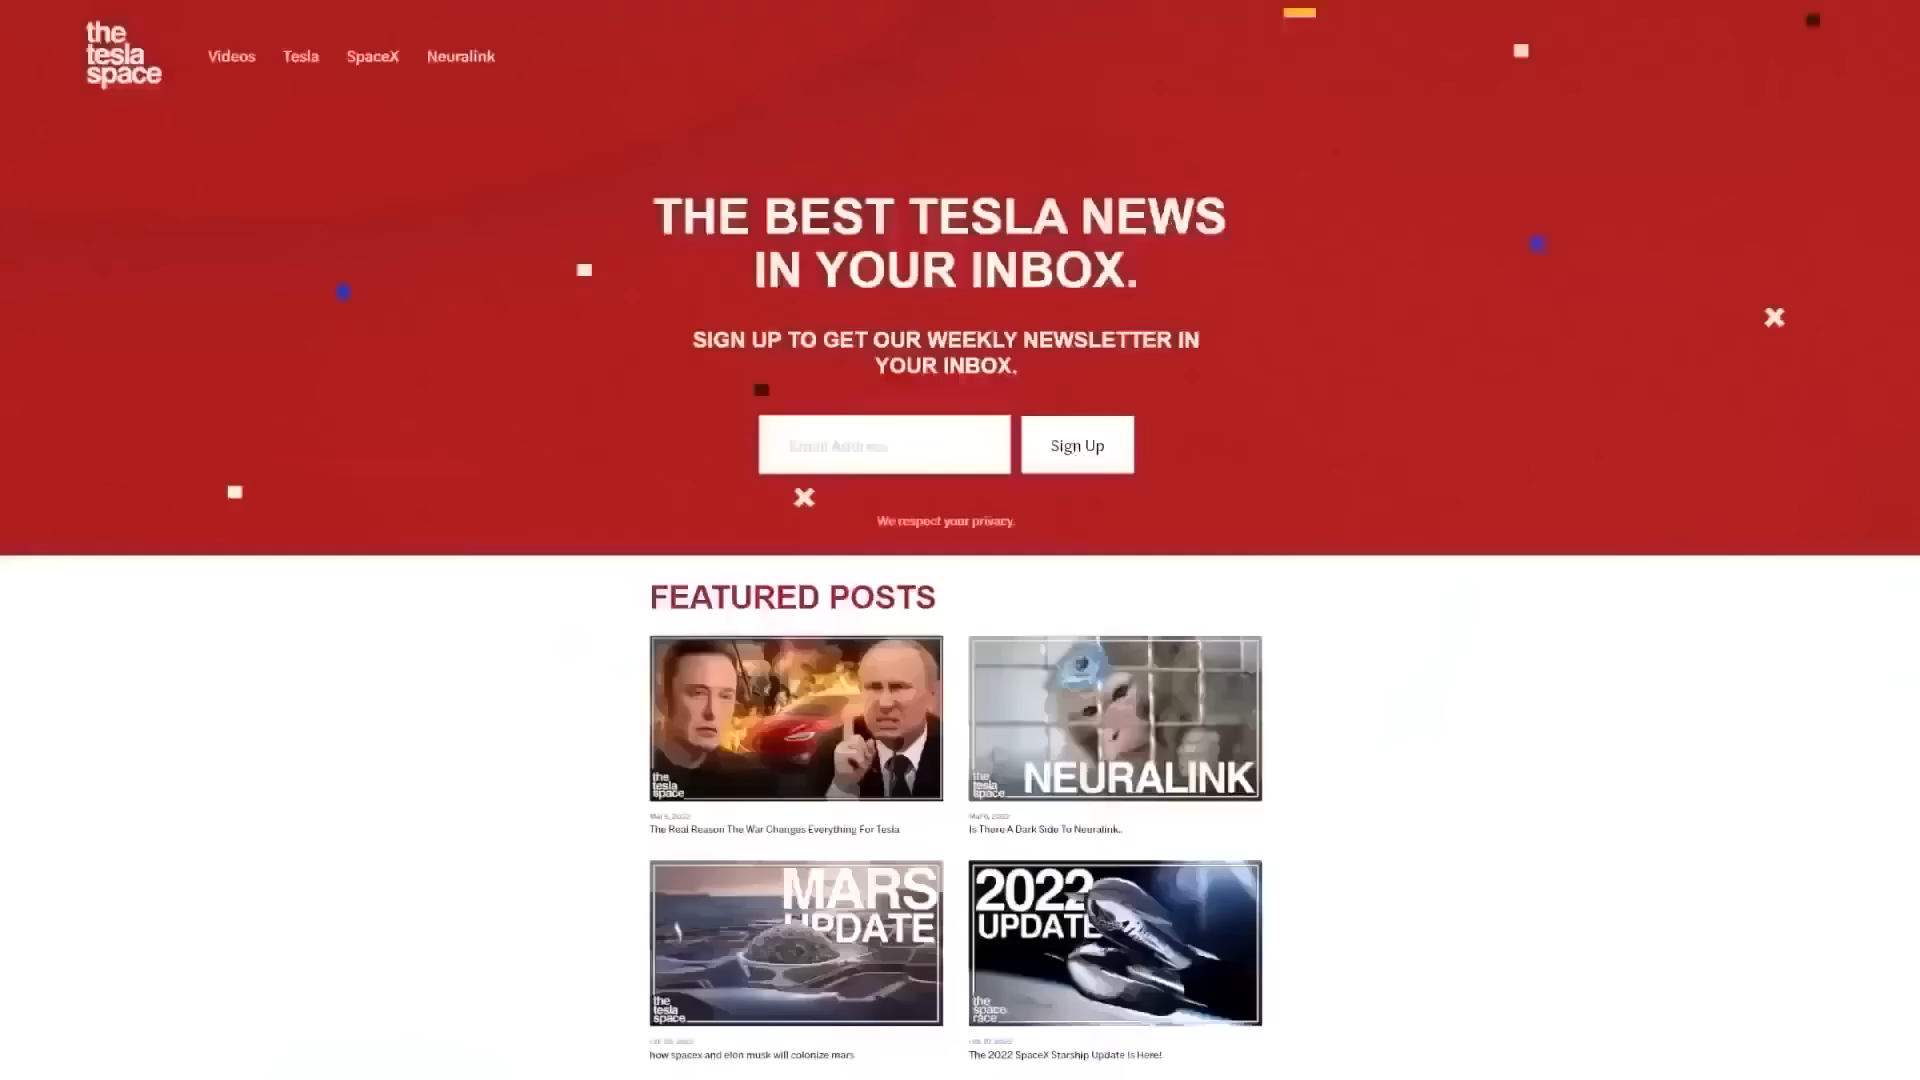 the
tesla
space
Videos
Tesla
SpaceX
Neuralink
THE BEST TESLA NEWS
IN YOUR INBOX.
SIGN UP TO GET OUR WEEKLY NEWSLETTER IN
YOUR INBOX.
Email Address
Sign Up
We respect your privacy.
FEATURED POSTS
the
tesla
space
the
tesla
space
NEURALINK
The Real Reason The War Changes Everything For Tesla
Is There A Dark Side To Neuralink..
MARS
UPDATE
the
tesla
space
2022
UPDATE
the
space
race
how spacex and elon musk will colonize mars
The 2022 SpaceX Starship Update Is Here!